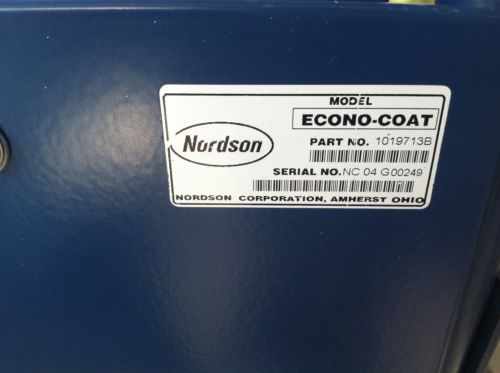 MODEL
ECONO-COAT
Nordson
PART NO. 1019713B
SERIAL NO. NC 04 G00249
NORDSON CORPORATION, AMHERST OHIO